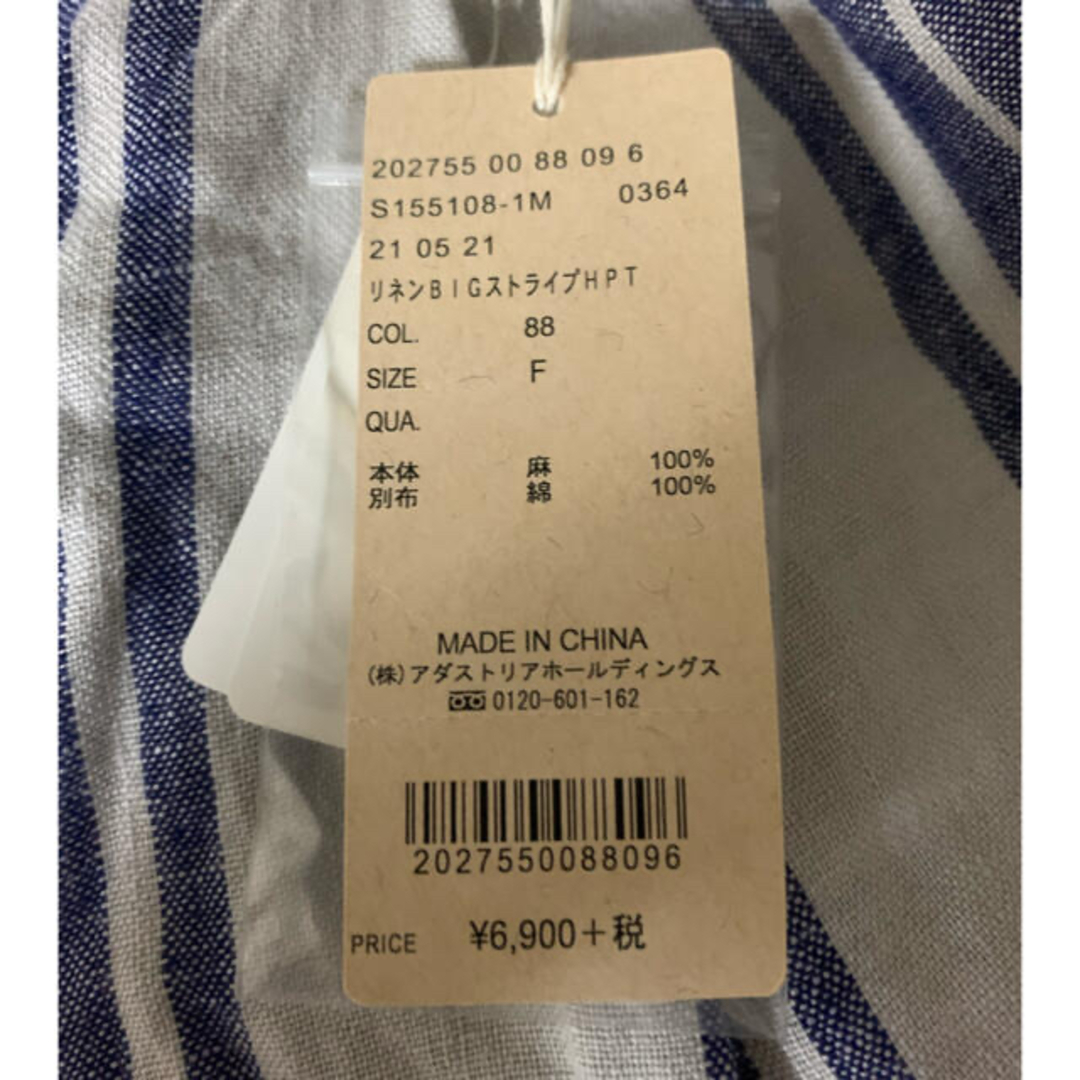 202755 00 88 09 6
S155108-1M 0364
21 05 21
リネンBIGストライプHPT
COL. 88
SIZE F
QUA.
本体 麻 100%
別布 綿 100%
MADE IN CHINA
(株)アダストリアホールディングス
0120-601-162
2027550088096
PRICE ¥6,900+税